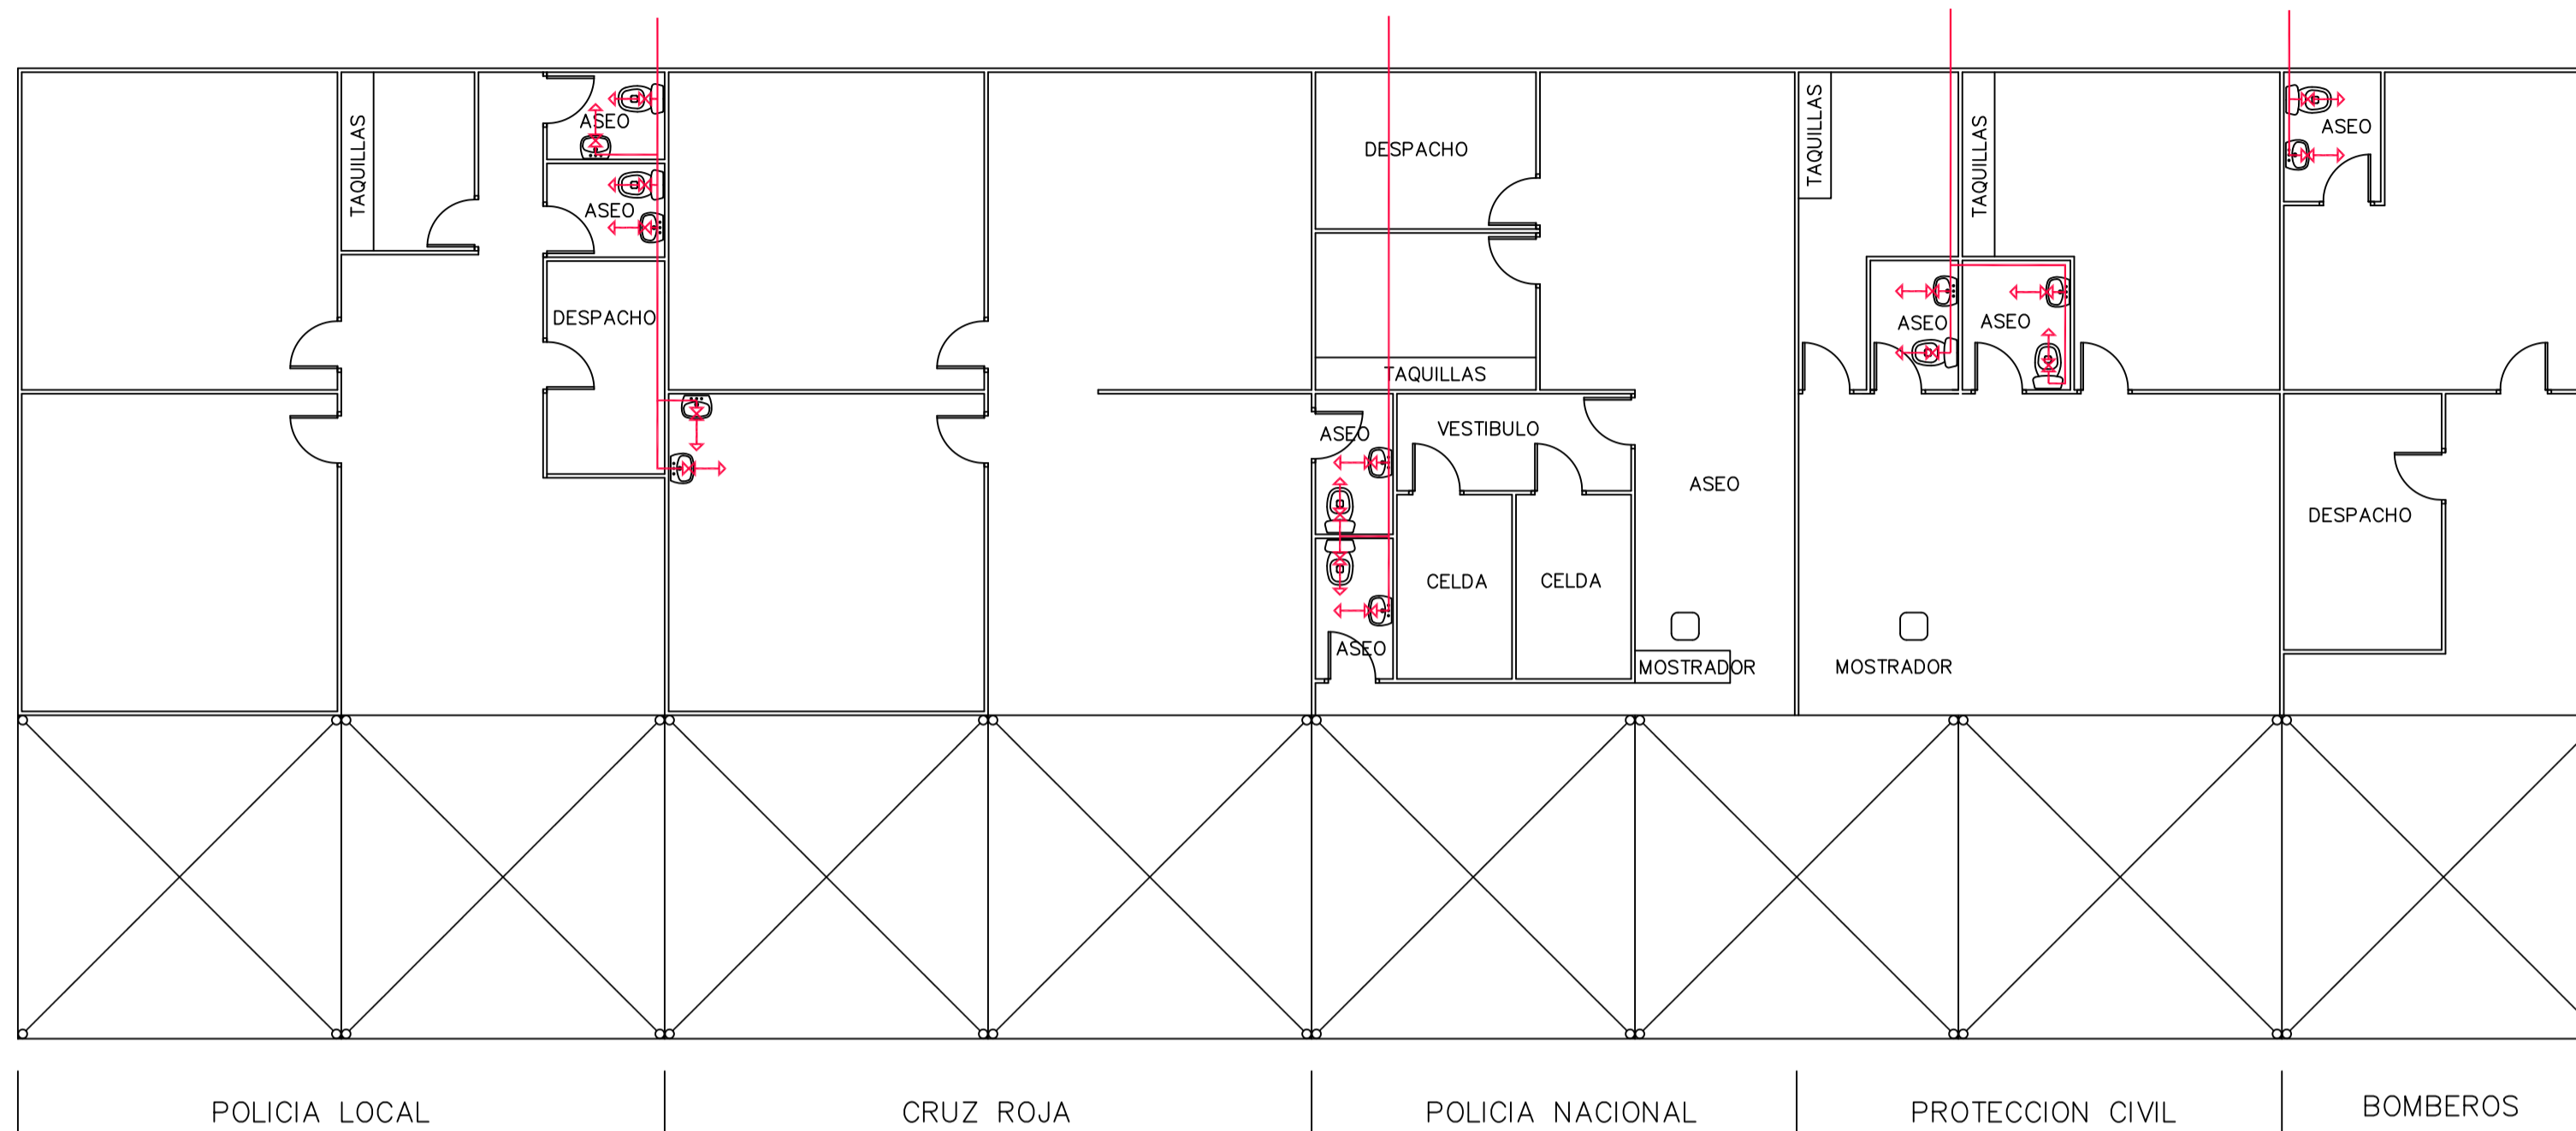 TAQUILLAS
ASEO
ASEO
DESPACHO
DESPACHO
TAQUILLAS
ASEO
VESTIBULO
CELDA
CELDA
ASEO
ASEO
MOSTRADOR
TAQUILLAS
TAQUILLAS
ASEO
ASEO
MOSTRADOR
ASEO
DESPACHO
POLICIA LOCAL
CRUZ ROJA
POLICIA NACIONAL
PROTECCION CIVIL
BOMBEROS